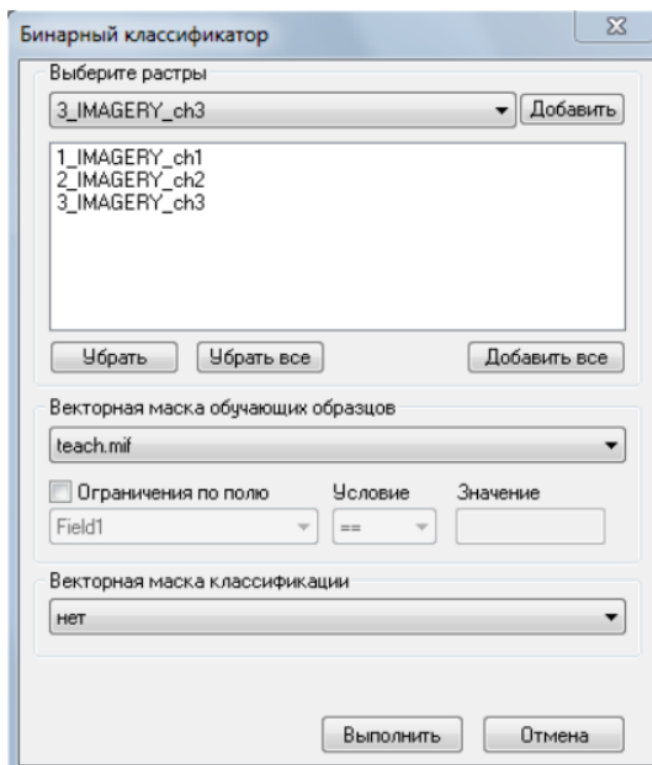 Бинарный классификатор
Выберите растры
3_IMAGERY_ch3 Добавить
1_IMAGERY_ch1
2_IMAGERY_ch2
3_IMAGERY_ch3
Убрать Убрать все Добавить все
Векторная маска обучающих образцов
teach.mif
Ограничения по полю Условие Значение
Field1 ==
Векторная маска классификации
нет
Выполнить Отмена